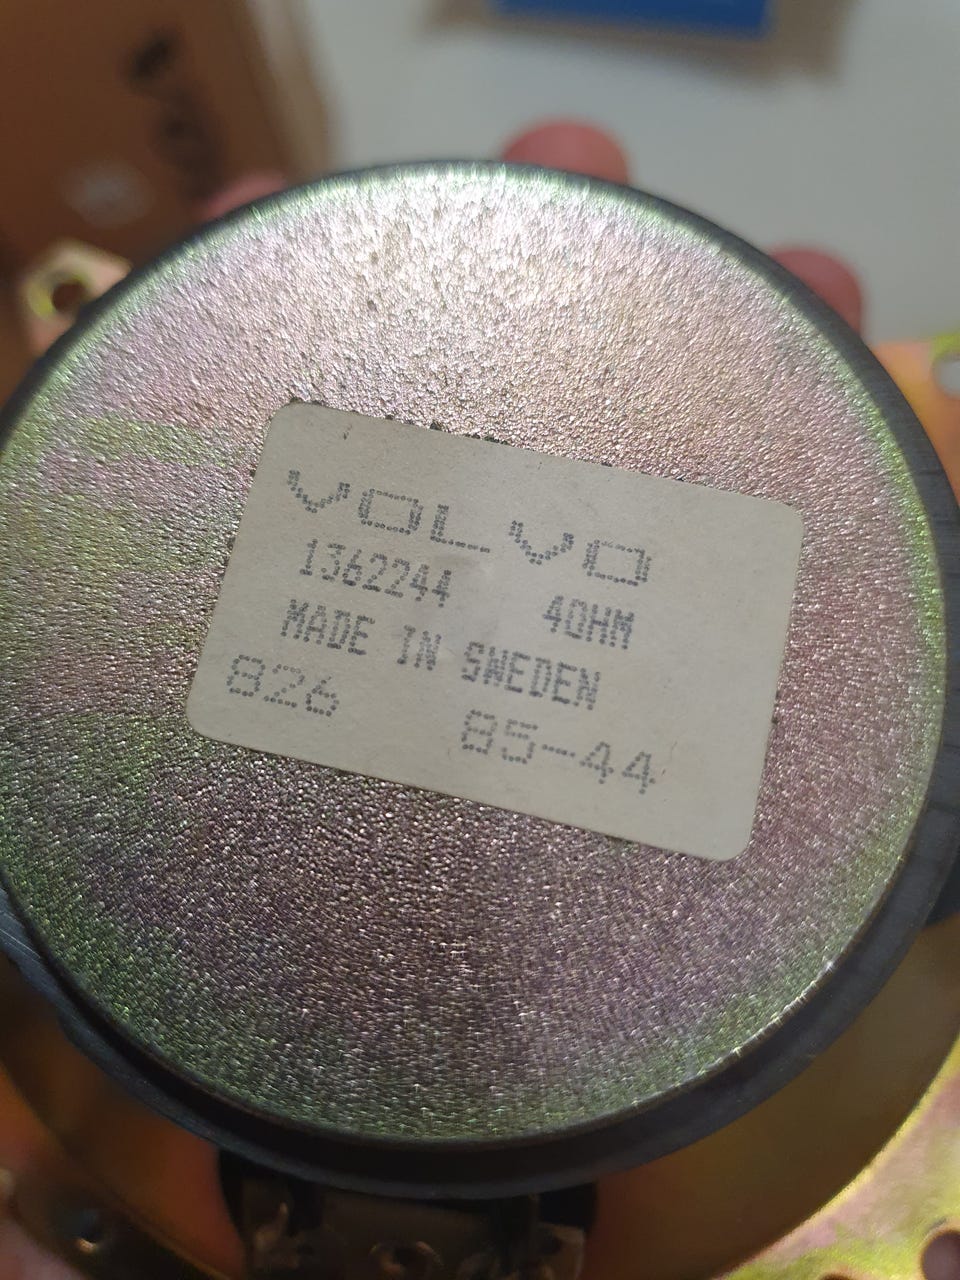 VOLVO
1362244 4OHM
MADE IN SWEDEN
826 85-44